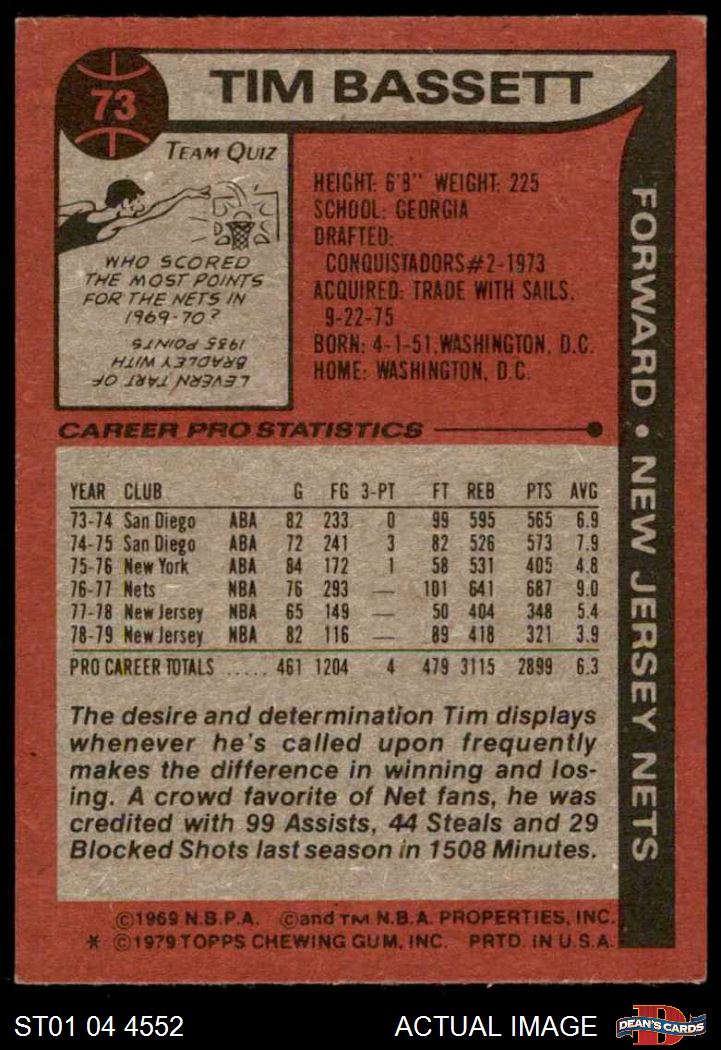 73
TIM BASSETT
TEAM QUIZ
WHO SCORED
THE MOST POINTS
FOR THE NETS IN
1969-70?
LEVERN TART OF
BRADLEY WITH
1935 POINTS
HEIGHT: 6'8" WEIGHT: 225
SCHOOL: GEORGIA
DRAFTED:
CONQUISTADORS#2-1973
ACQUIRED: TRADE WITH SAILS,
9-22-75
BORN: 4-1-51, WASHINGTON, D.C.
HOME: WASHINGTON, D.C.
FORWARD • NEW JERSEY NETS
CAREER PRO STATISTICS
YEAR CLUB G FG 3-PT FT REB PTS AVG
73-74 San Diego ABA 82 233 0 99 595 565 6.9
74-75 San Diego ABA 72 241 3 82 526 573 7.9
75-76 New York ABA 84 172 1 58 531 405 4.8
76-77 Nets NBA 76 293 — 101 641 687 9.0
77-78 New Jersey NBA 65 149 — 50 404 348 5.4
78-79 New Jersey NBA 82 116 — 89 418 321 3.9
PRO CAREER TOTALS ..... 461 1204 4 479 3115 2899 6.3
The desire and determination Tim displays
whenever he's called upon frequently
makes the difference in winning and los-
ing. A crowd favorite of Net fans, he was
credited with 99 Assists, 44 Steals and 29
Blocked Shots last season in 1508 Minutes.
©1969 N.B.P.A. ©and TM N.B.A. PROPERTIES, INC.
* ©1979 TOPPS CHEWING GUM, INC. PRTD. IN U.S.A.
ST01 04 4552
ACTUAL IMAGE
D
DEAN'S CARDS